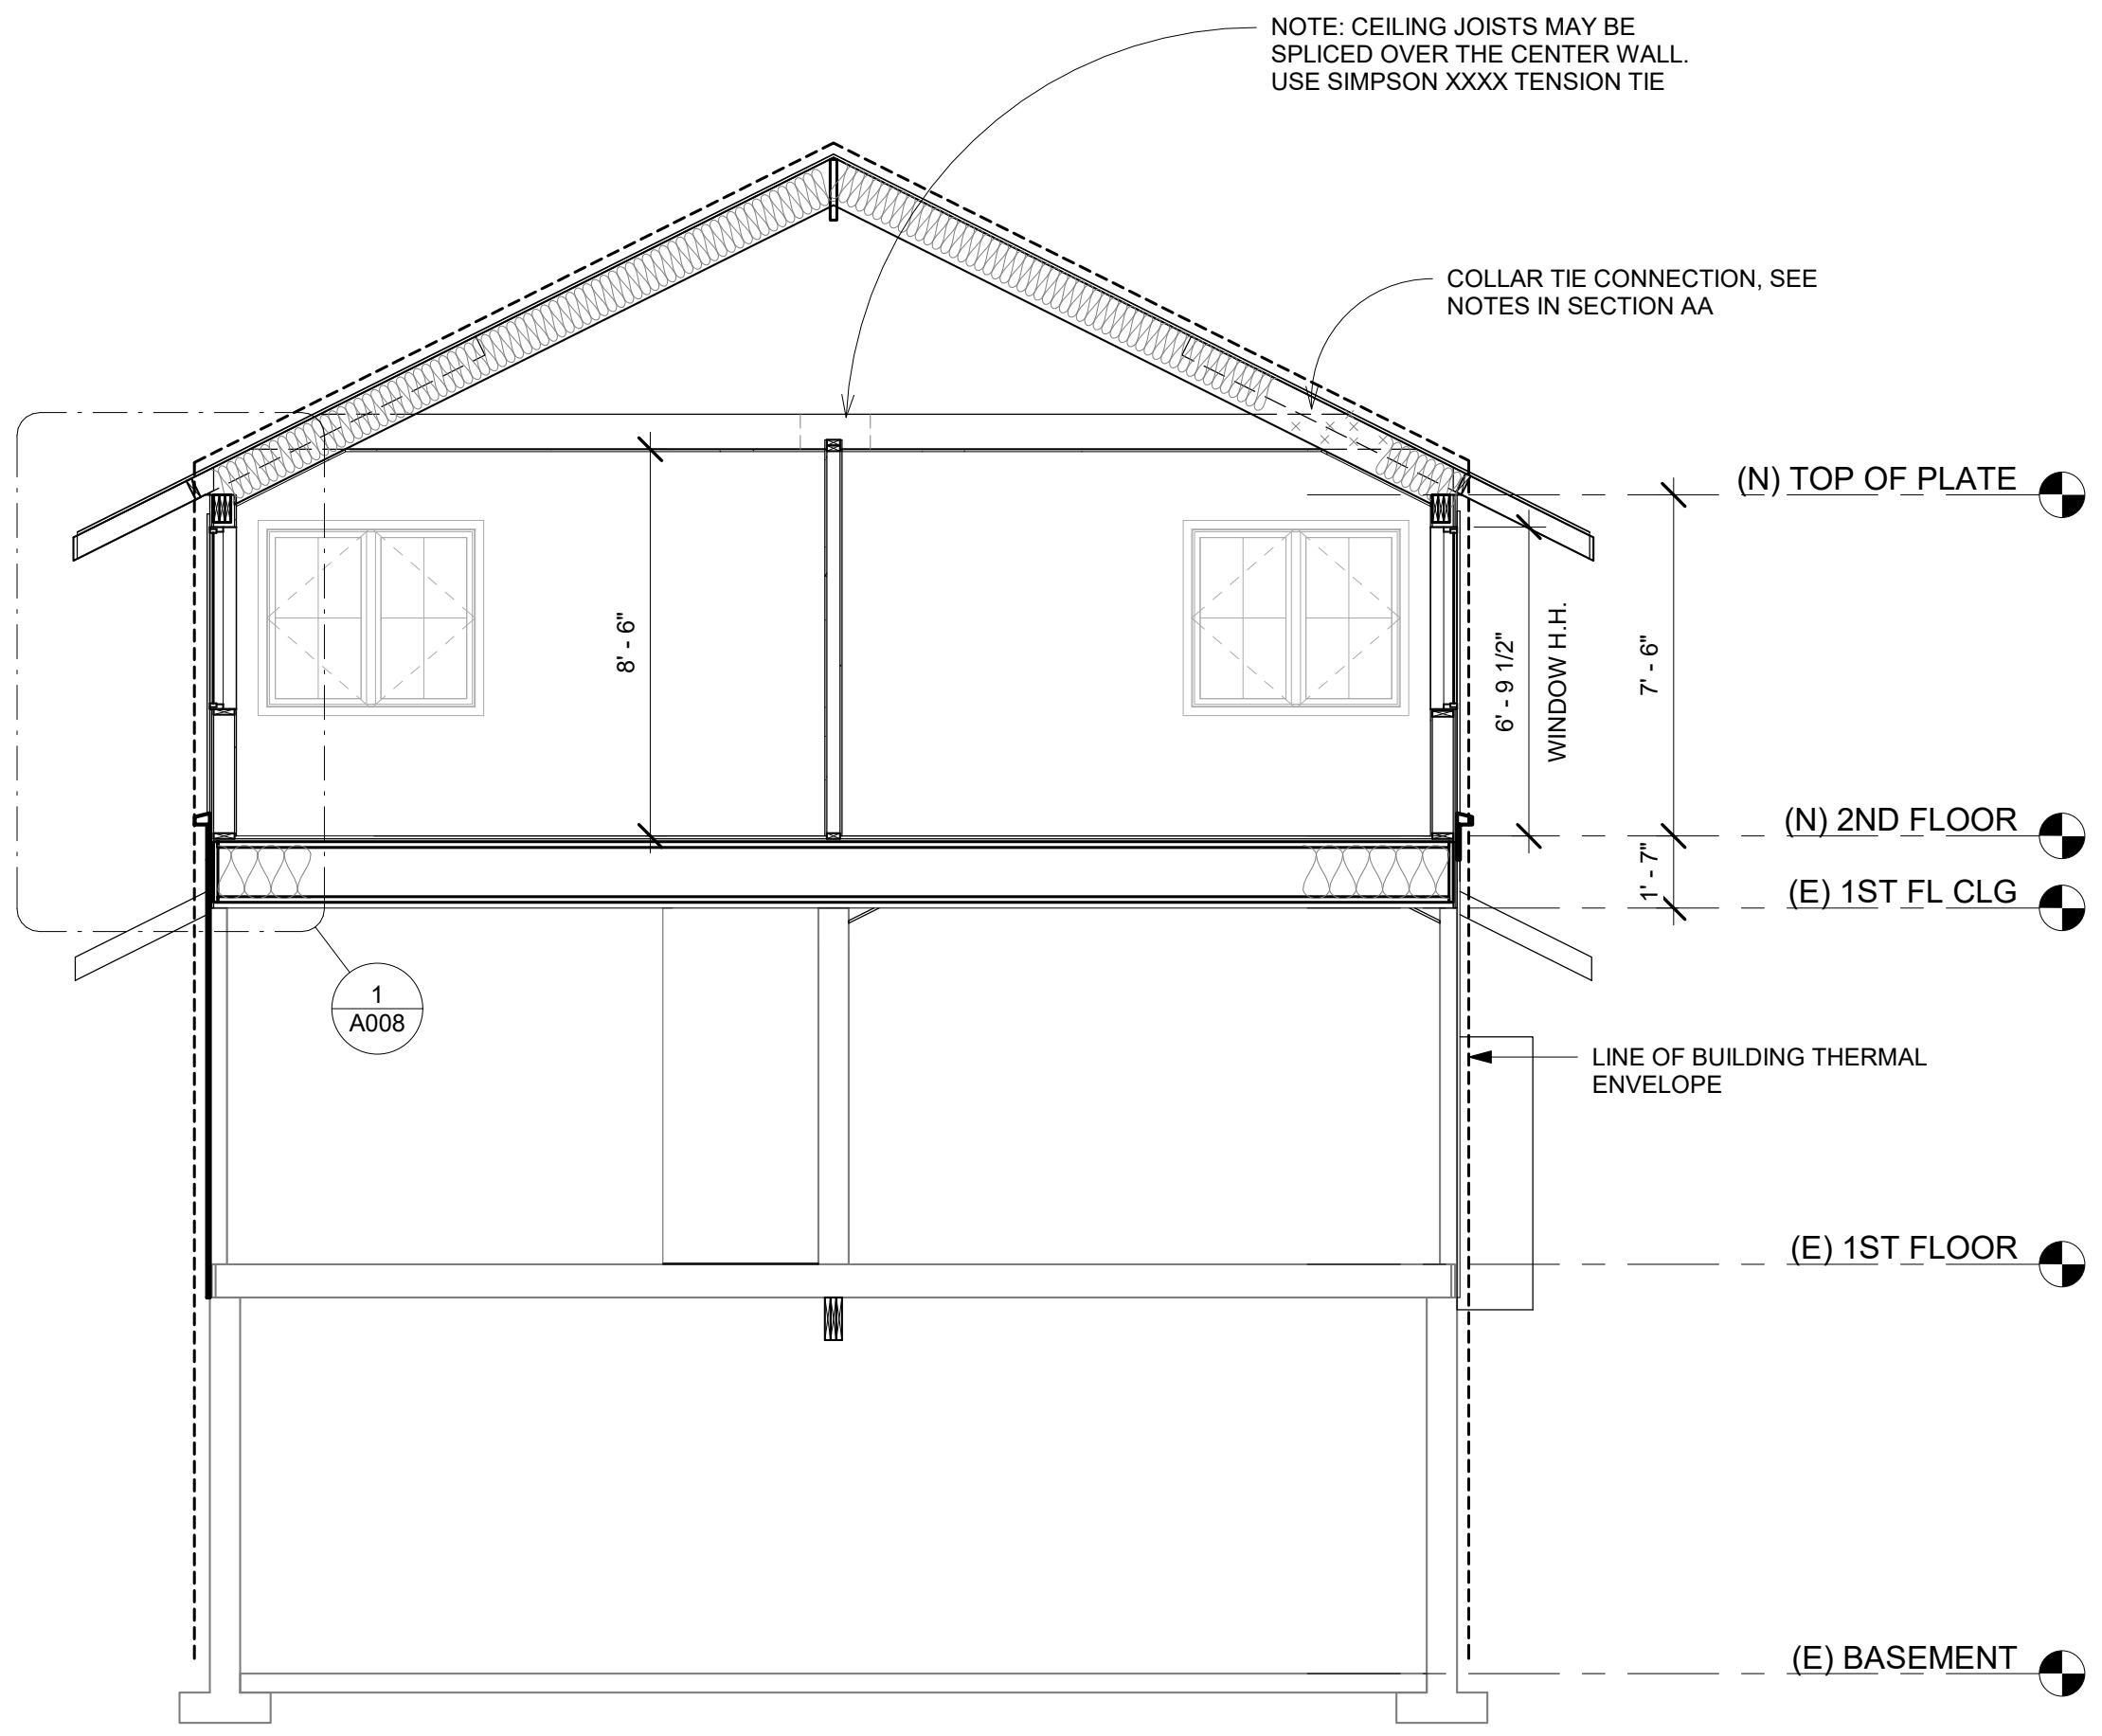 NOTE: CEILING JOISTS MAY BE
SPLICED OVER THE CENTER WALL.
USE SIMPSON XXXX TENSION TIE
COLLAR TIE CONNECTION, SEE
NOTES IN SECTION AA
(N) TOP OF PLATE
8' - 6"
6' - 9 1/2"
WINDOW H.H.
7' - 6"
(N) 2ND FLOOR
1' - 7"
(E) 1ST FL CLG
1
A008
LINE OF BUILDING THERMAL
ENVELOPE
(E) 1ST FLOOR
(E) BASEMENT